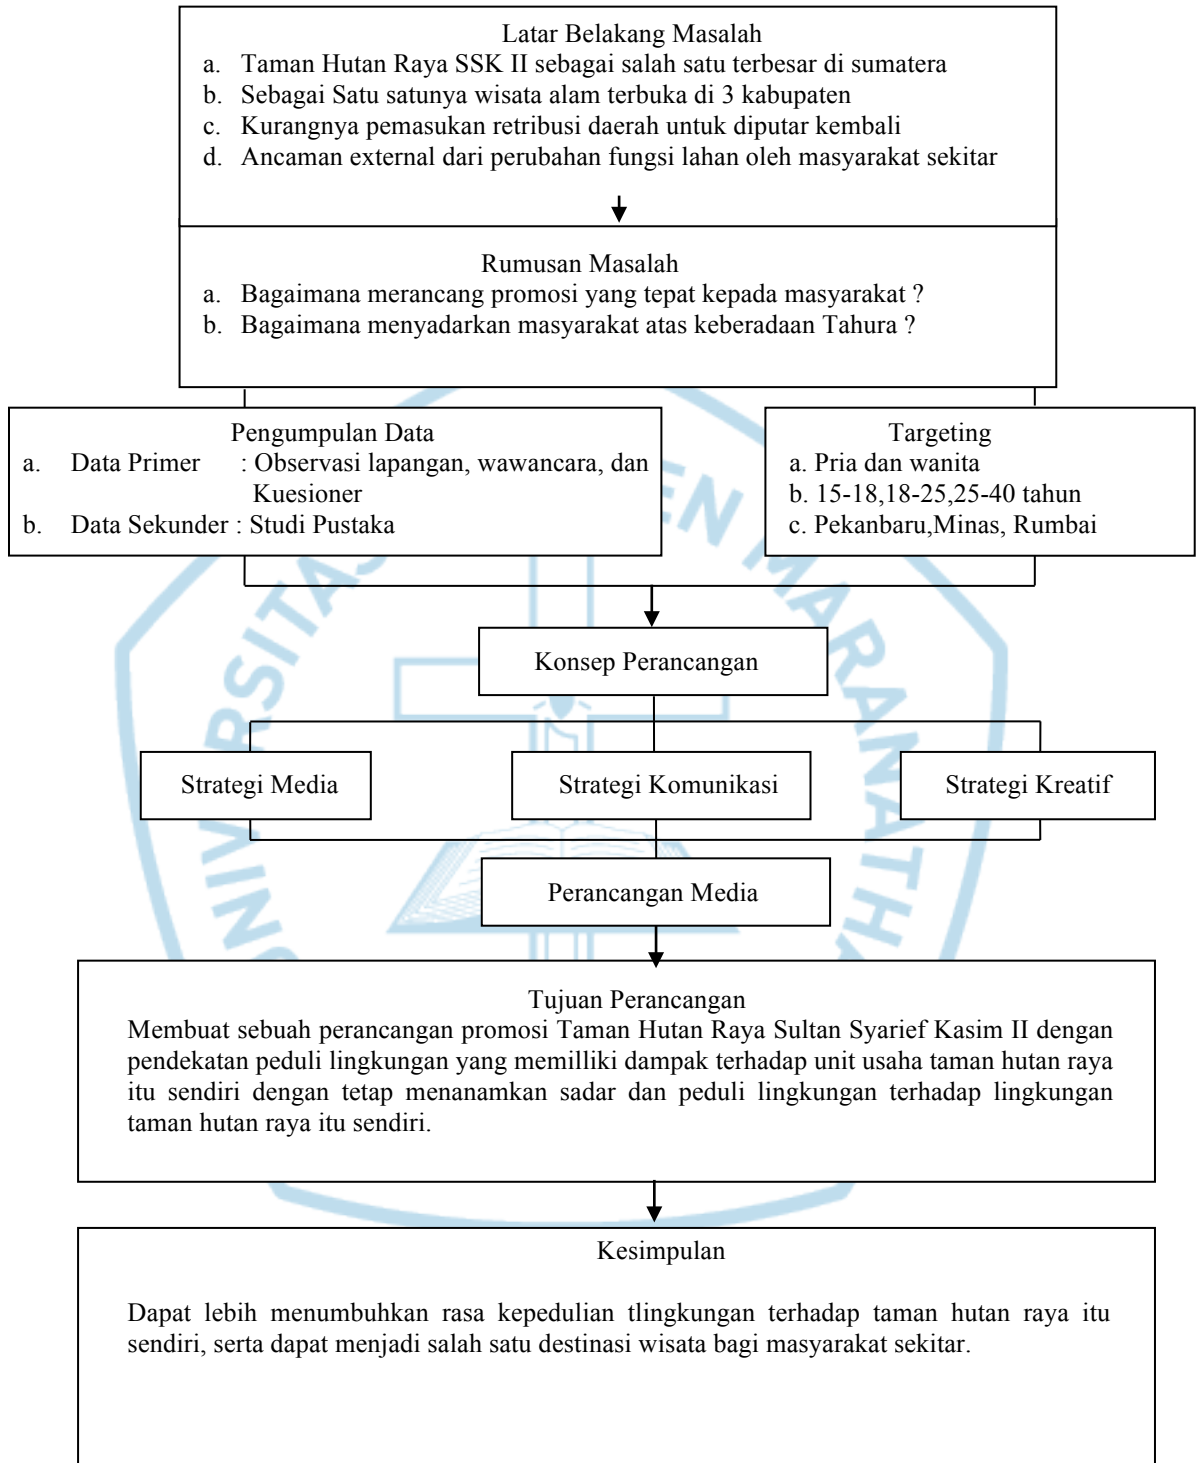 Latar Belakang Masalah
a. Taman Hutan Raya SSK II sebagai salah satu terbesar di sumatera
b. Sebagai Satu satunya wisata alam terbuka di 3 kabupaten
c. Kurangnya pemasukan retribusi daerah untuk diputar kembali
d. Ancaman external dari perubahan fungsi lahan oleh masyarakat sekitar
Rumusan Masalah
a. Bagaimana merancang promosi yang tepat kepada masyarakat ?
b. Bagaimana menyadarkan masyarakat atas keberadaan Tahura ?
Pengumpulan Data
a. Data Primer : Observasi lapangan, wawancara, dan
Kuesioner
b. Data Sekunder : Studi Pustaka
Targeting
a. Pria dan wanita
b. 15-18,18-25,25-40 tahun
c. Pekanbaru,Minas, Rumbai
Konsep Perancangan
Strategi Media
Strategi Komunikasi
Strategi Kreatif
Perancangan Media
Tujuan Perancangan
Membuat sebuah perancangan promosi Taman Hutan Raya Sultan Syarief Kasim II dengan
pendekatan peduli lingkungan yang memilliki dampak terhadap unit usaha taman hutan raya
itu sendiri dengan tetap menanamkan sadar dan peduli lingkungan terhadap lingkungan
taman hutan raya itu sendiri.
Kesimpulan
Dapat lebih menumbuhkan rasa kepedulian tlingkungan terhadap taman hutan raya itu
sendiri, serta dapat menjadi salah satu destinasi wisata bagi masyarakat sekitar.